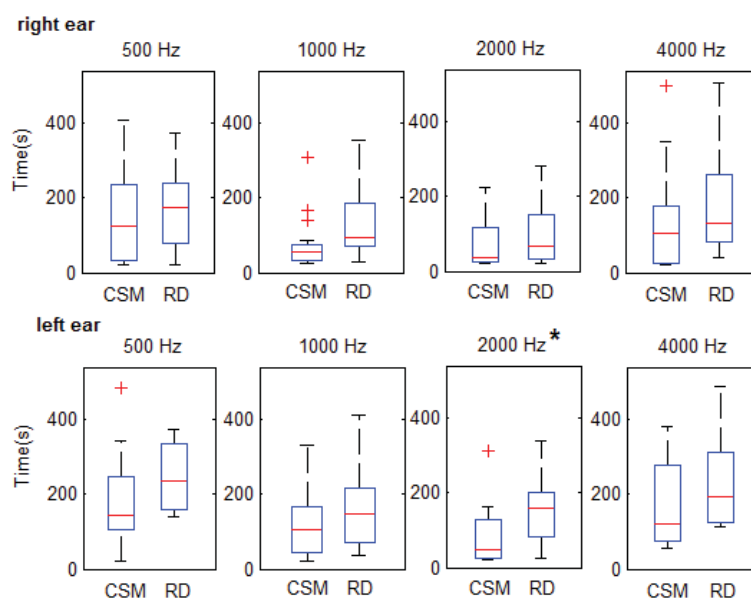 right ear
500 Hz 1000 Hz 2000 Hz 4000 Hz
Time(s)
400 400 400 400
200 200 200 200
0 0 0 0
CSM RD CSM RD CSM RD CSM RD
left ear
500 Hz 1000 Hz 2000 Hz* 4000 Hz
Time(s)
400 400 400 400
200 200 200 200
0 0 0 0
CSM RD CSM RD CSM RD CSM RD